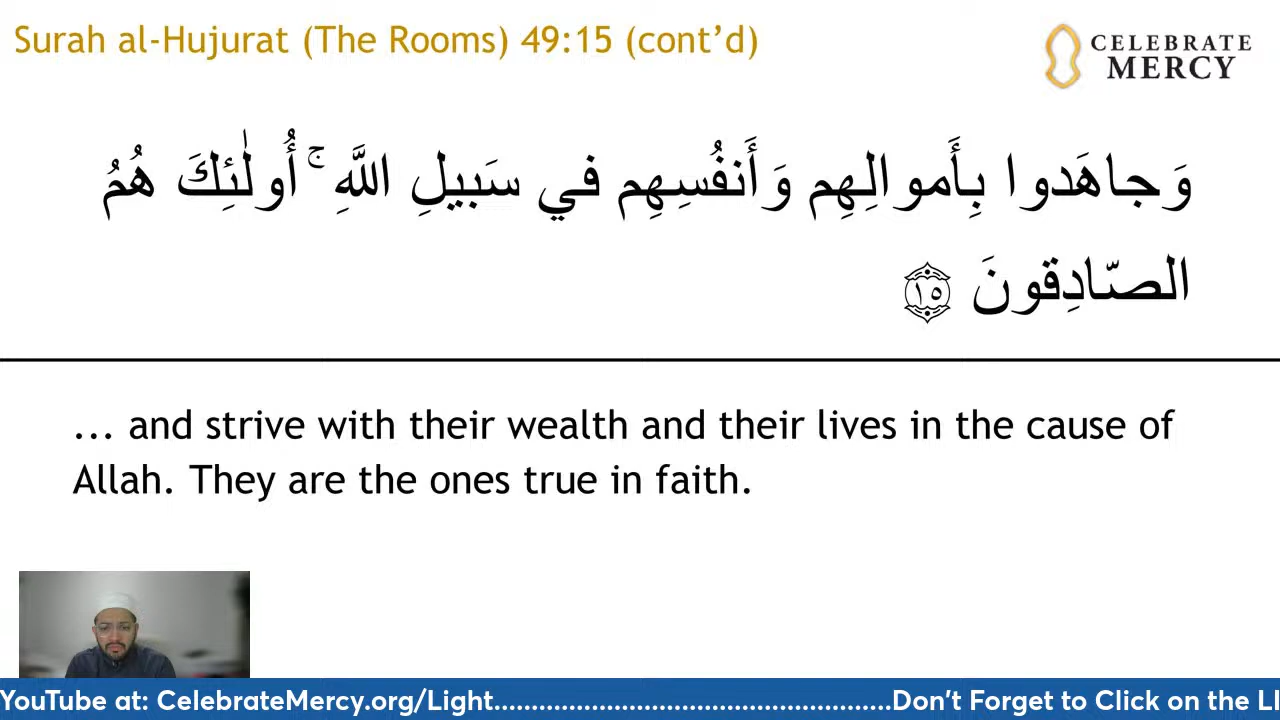 Surah al-Hujurat (The Rooms) 49:15 (cont’d)
CELEBRATE
MERCY
وَجاهَدوا بِأَموالِهِم وَأَنفُسِهِم في سَبيلِ اللَّهِ ۚ أُولٰئِكَ هُمُ
الصّادِقونَ ١٥
... and strive with their wealth and their lives in the cause of
Allah. They are the ones true in faith.
YouTube at: CelebrateMercy.org/Light....................................................Don’t Forget to Click on the LI